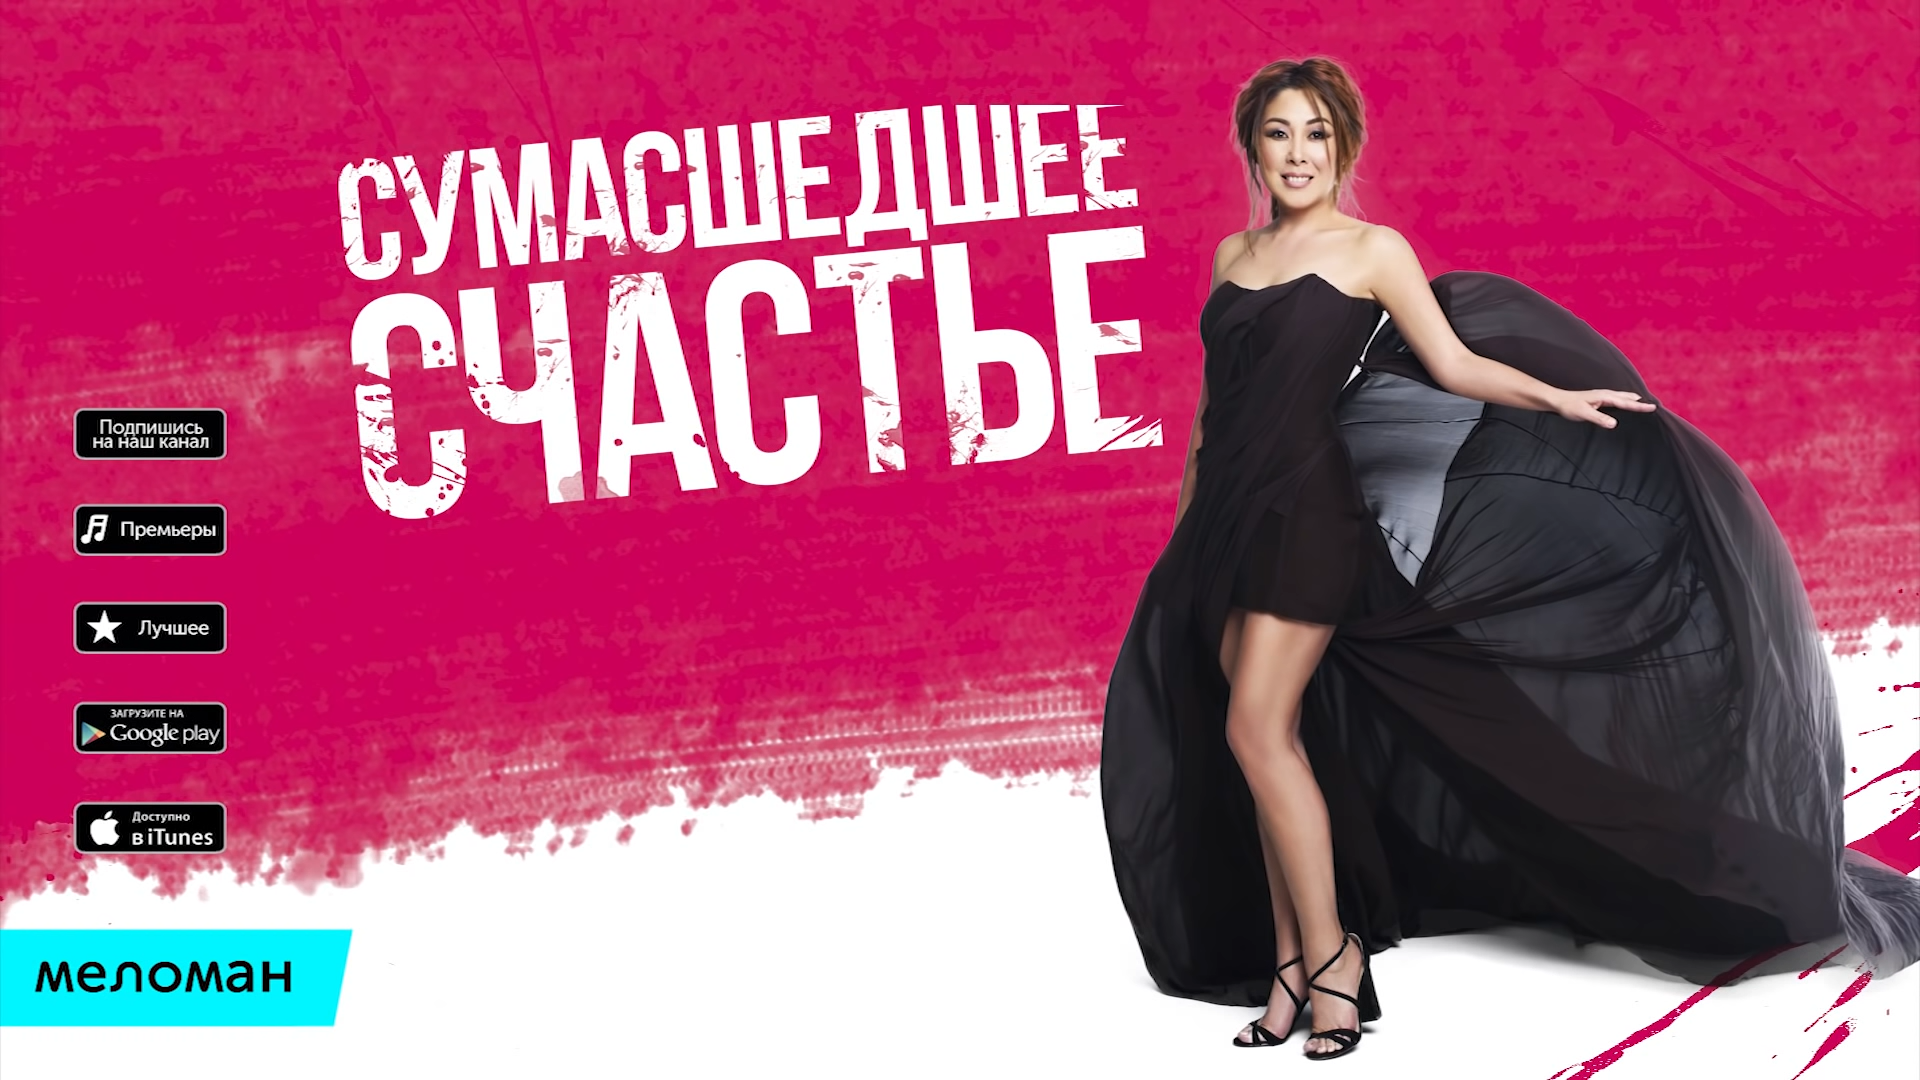 СУМАСШЕДШЕЕ
СЧАСТЬЕ
Подпишись
на наш канал
Премьеры
Лучшее
ЗАГРУЗИТЕ НА
Google play
Доступно
в iTunes
меломан